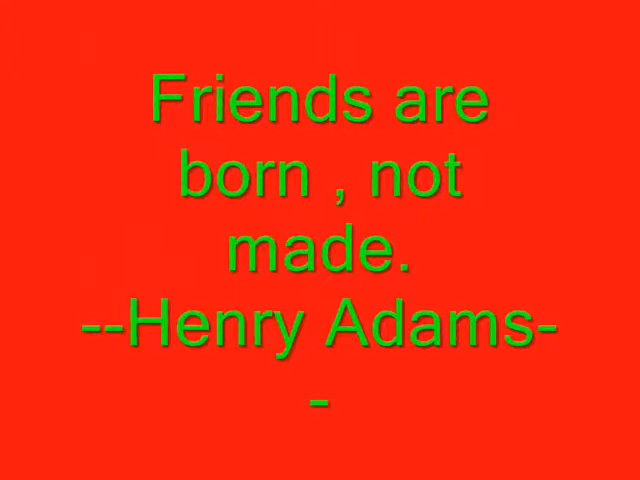 Friends are
born , not
made.
--Henry Adams-
-